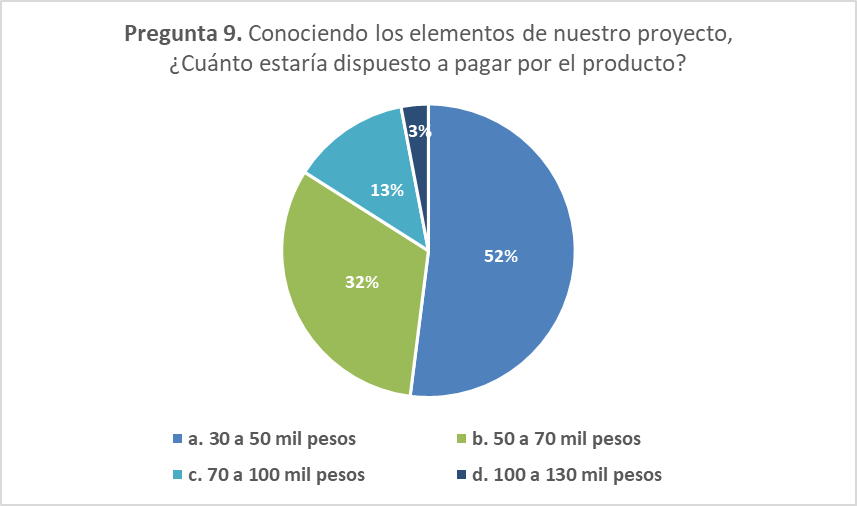 Pregunta 9. Conociendo los elementos de nuestro proyecto,
¿Cuánto estaría dispuesto a pagar por el producto?
3%
13%
52%
32%
a. 30 a 50 mil pesos
b. 50 a 70 mil pesos
c. 70 a 100 mil pesos
d. 100 a 130 mil pesos